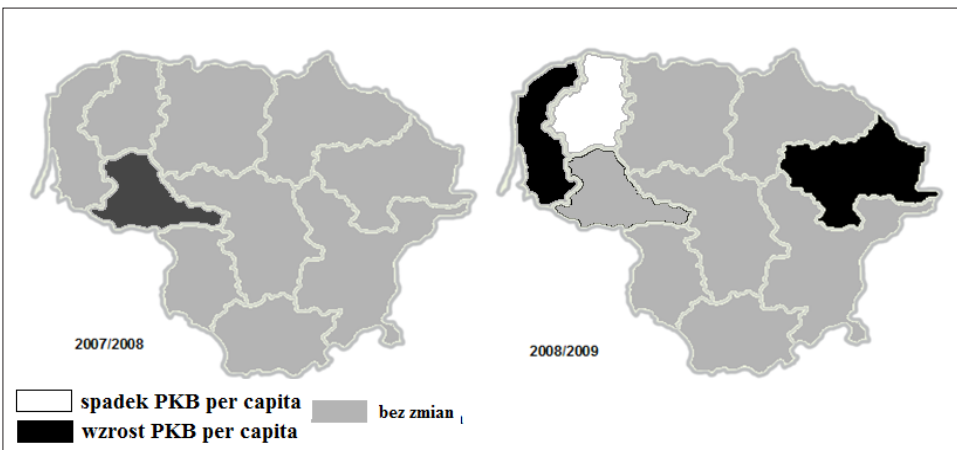 2007/2008
2008/2009
spadek PKB per capita
bez zmian
wzrost PKB per capita